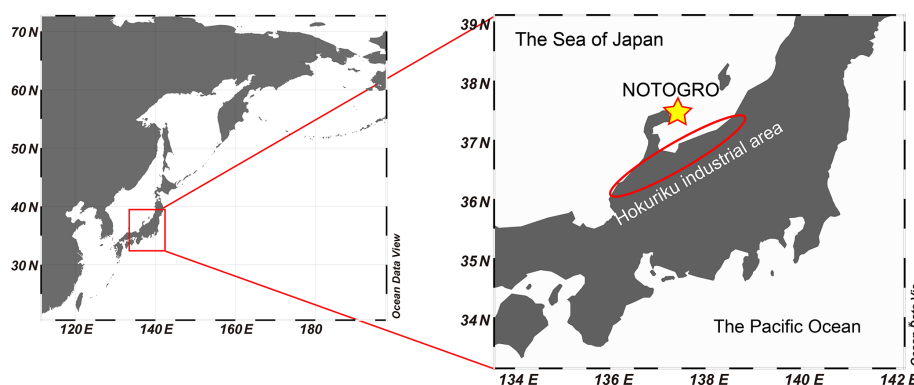 70 N
60 N
50 N
40 N
30 N
120 E
140 E
160 E
180
Ocean Data View
39 N
38 N
37 N
36 N
35 N
34 N
134 E
136 E
138 E
140 E
142 E
The Sea of Japan
NOTOGRO
Hokuriku industrial area
The Pacific Ocean